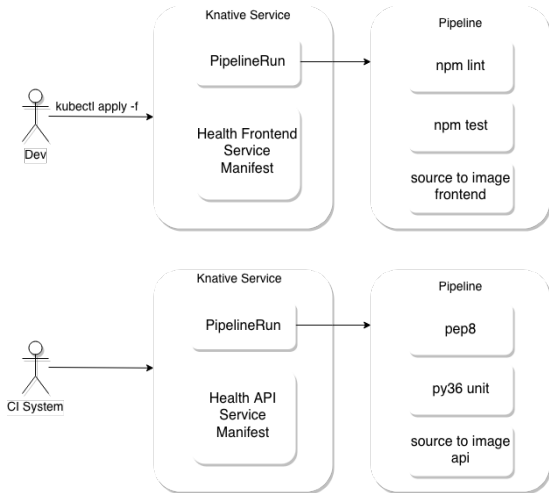 Knative Service
Pipeline
PipelineRun
npm lint
kubectl apply -f
Health Frontend
Service
Manifest
npm test
Dev
source to image
frontend
Knative Service
Pipeline
PipelineRun
pep8
CI System
Health API
Service
Manifest
py36 unit
source to image
api